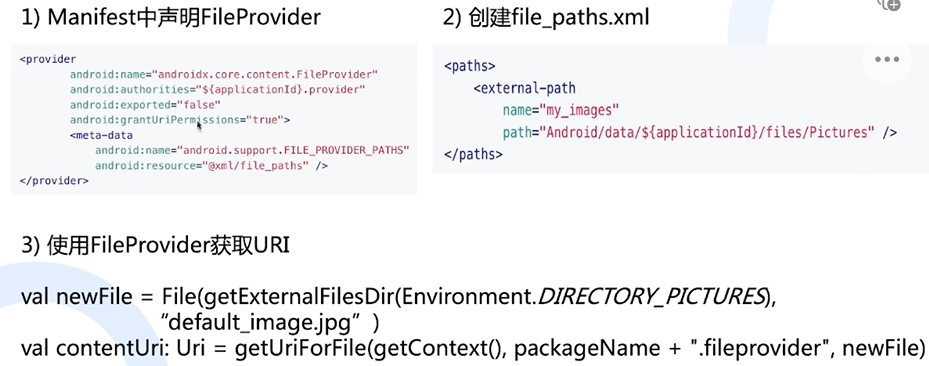 1) Manifest中声明FileProvider
<provider
android:name="androidx.core.content.FileProvider"
android:authorities="${applicationId}.provider"
android:exported="false"
android:grantUriPermissions="true">
<meta-data
android:name="android.support.FILE_PROVIDER_PATHS"
android:resource="@xml/file_paths" />
</provider>
2) 创建file_paths.xml
<paths>
<external-path
name="my_images"
path="Android/data/${applicationId}/files/Pictures" />
</paths>
3) 使用FileProvider获取URI
val newFile = File(getExternalFilesDir(Environment.DIRECTORY_PICTURES),
“default_image.jpg” )
val contentUri: Uri = getUriForFile(getContext(), packageName + ".fileprovider", newFile)